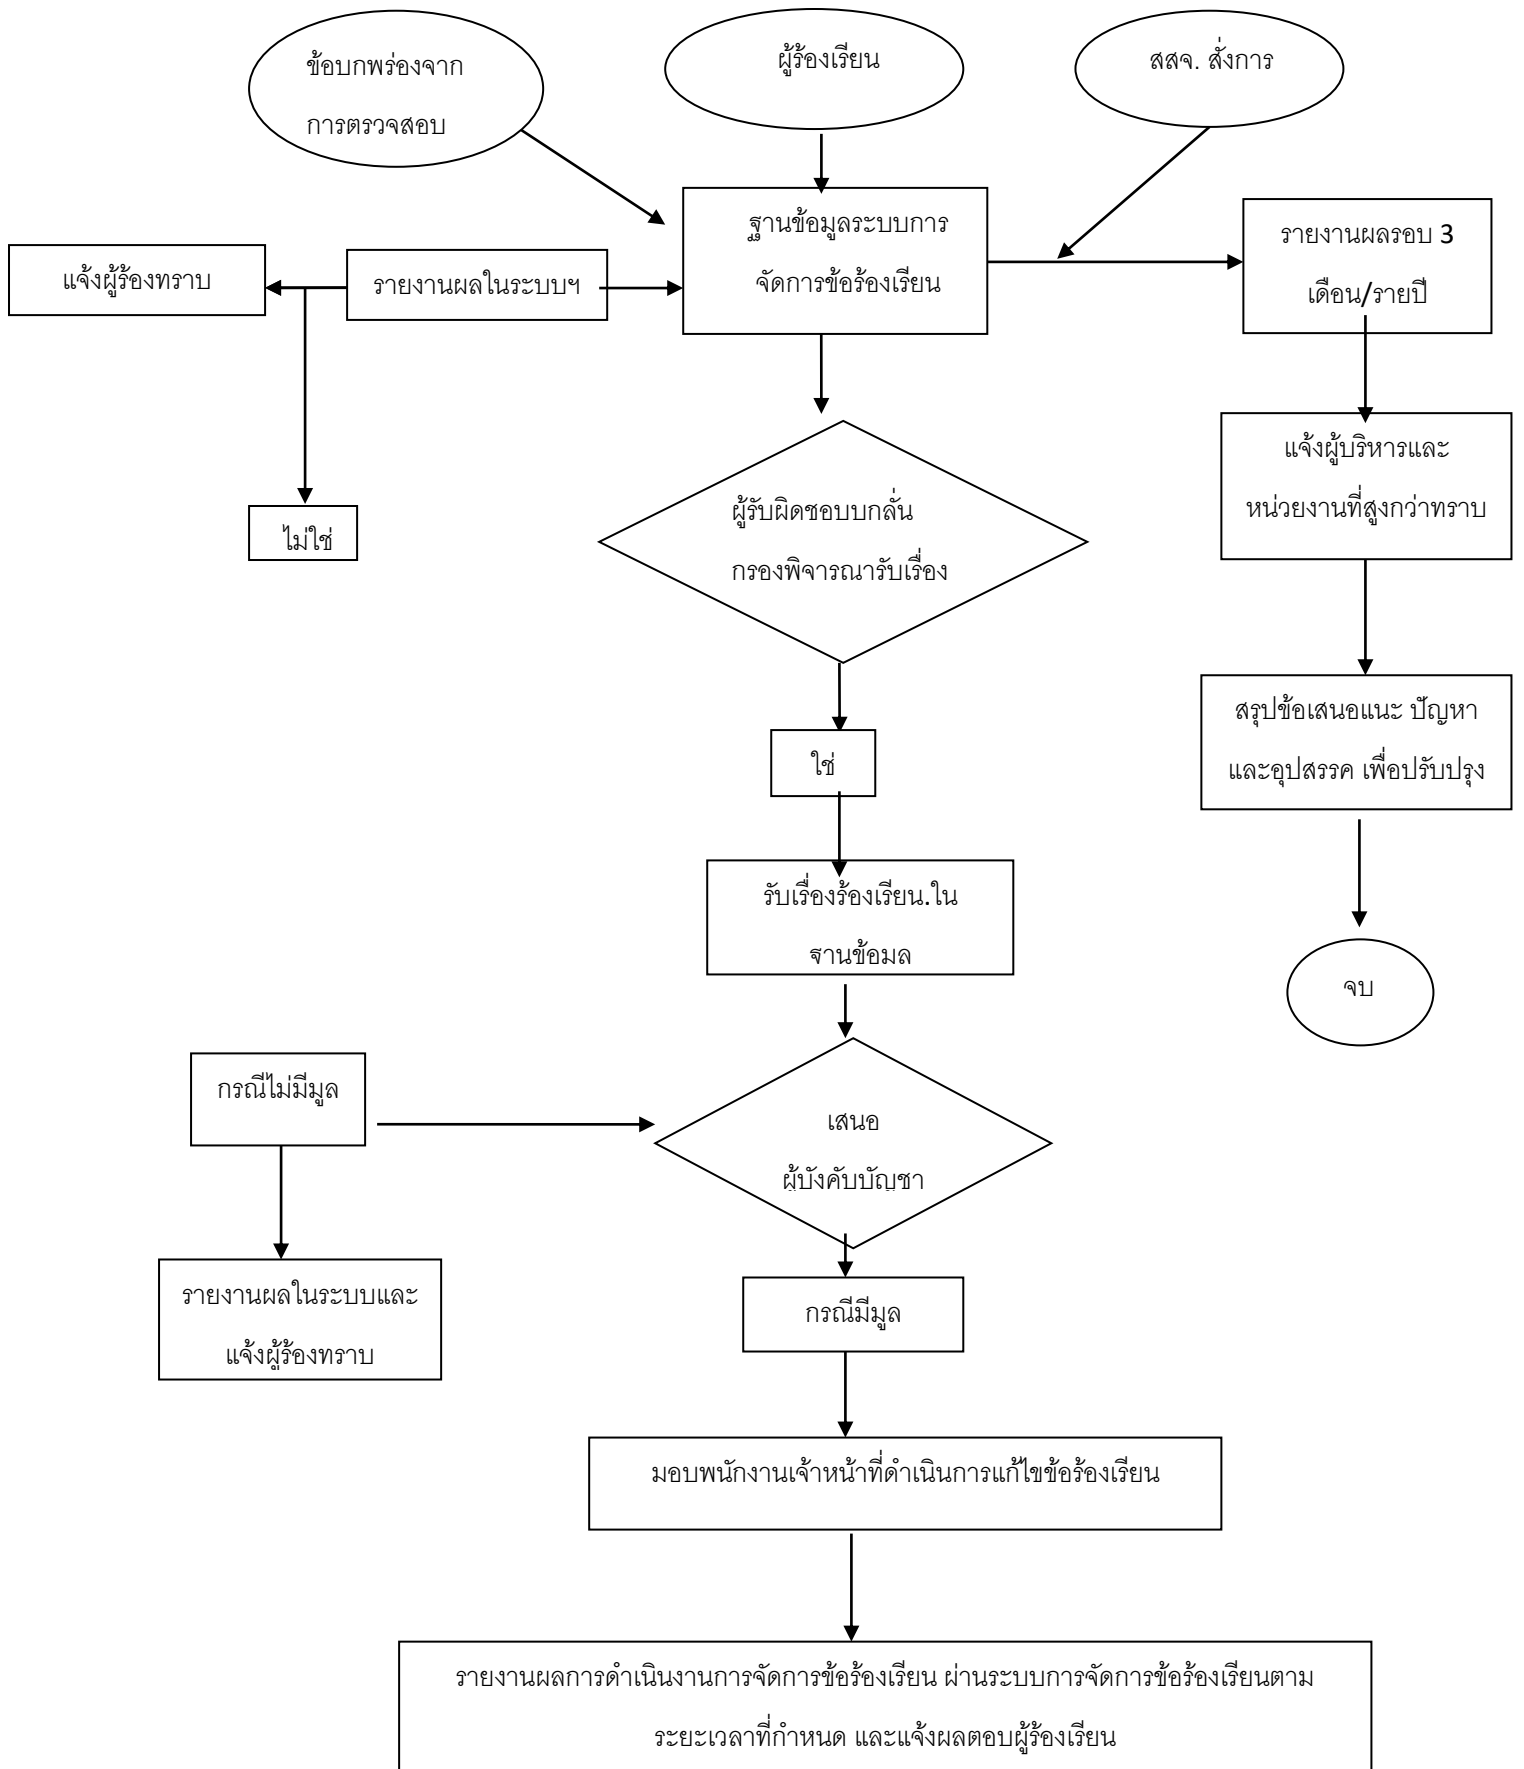 ข้อบกพร่องจาก
การตรวจสอบ
ผู้ร้องเรียน
สสจ. สั่งการ
แจ้งผู้ร้องทราบ
รายงานผลในระบบฯ
ฐานข้อมูลระบบการ
จัดการข้อร้องเรียน
รายงานผลรอบ 3
เดือน/รายปี
ไม่ใช่
ผู้รับผิดชอบบกลั่น
กรองพิจารณารับเรื่อง
แจ้งผู้บริหารและ
หน่วยงานที่สูงกว่าทราบ
ใช่
สรุปข้อเสนอแนะ ปัญหา
และอุปสรรค เพื่อปรับปรุง
รับเรื่องร้องเรียน.ใน
ฐานข้อมูล
จบ
กรณีไม่มีมูล
เสนอ
ผู้บังคับบัญชา
รายงานผลในระบบและ
แจ้งผู้ร้องทราบ
กรณีมีมูล
มอบพนักงานเจ้าหน้าที่ดำเนินการแก้ไขข้อร้องเรียน
รายงานผลการดำเนินงานการจัดการข้อร้องเรียน ผ่านระบบการจัดการข้อร้องเรียนตาม
ระยะเวลาที่กำหนด และแจ้งผลตอบผู้ร้องเรียน